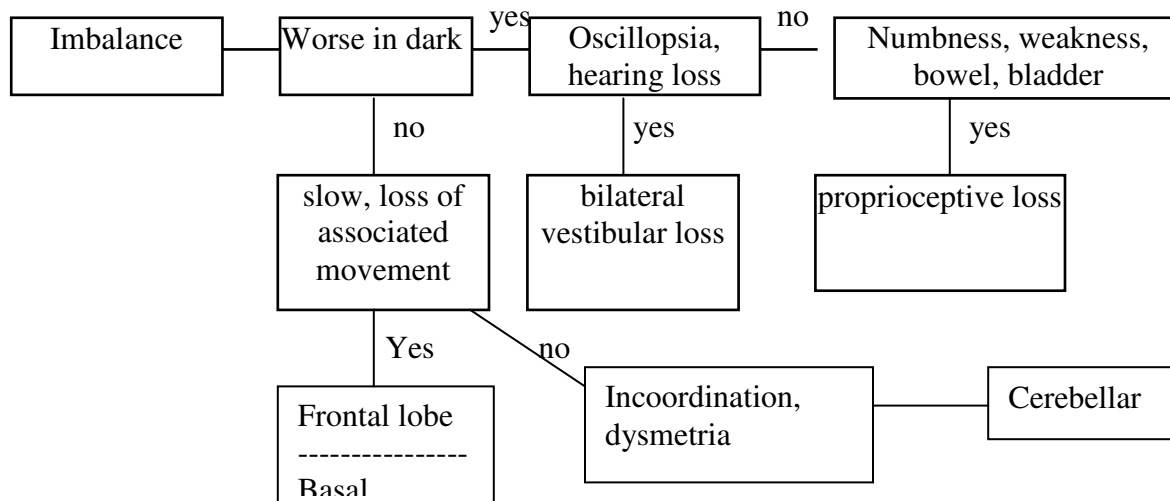 yes
no
Imbalance
Worse in dark
Oscillopsia,
hearing loss
Numbness, weakness,
bowel, bladder
no
yes
yes
slow, loss of
associated
movement
bilateral
vestibular loss
proprioceptive loss
Yes
no
Frontal lobe
----------------
Basal
Incoordination,
dysmetria
Cerebellar